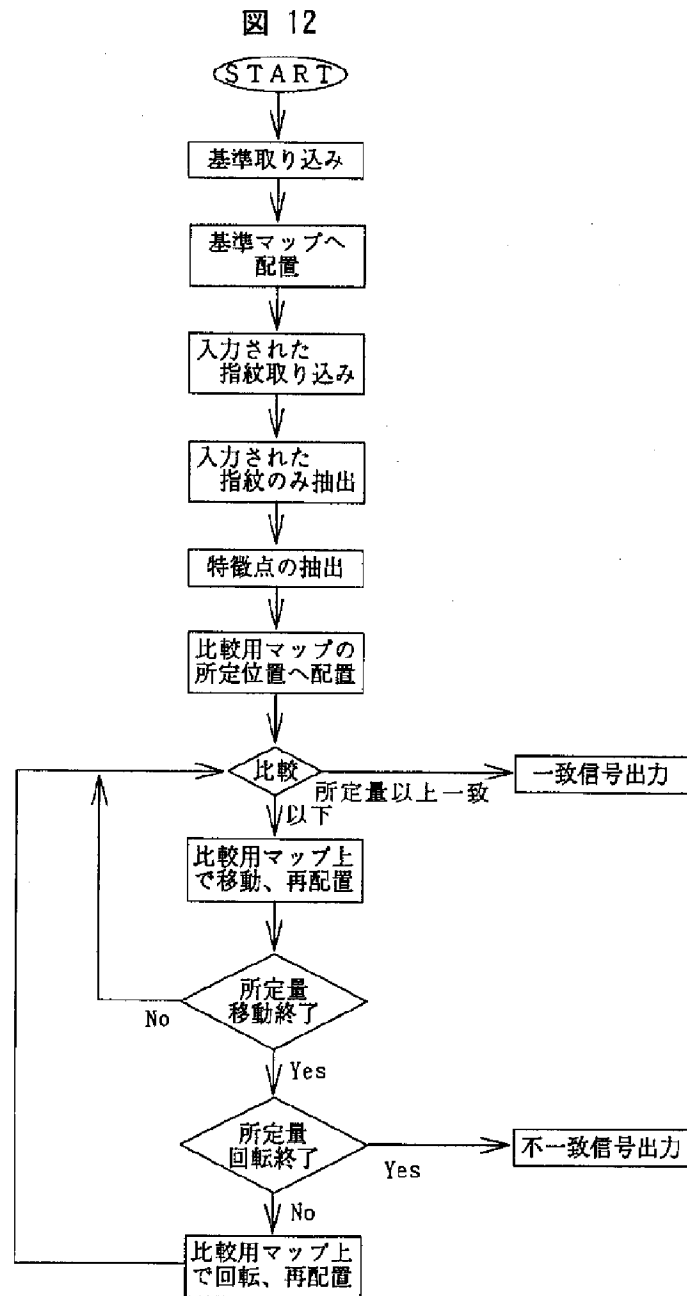 図 12
START
基準取り込み
基準マップへ
配置
入力された
指紋取り込み
入力された
指紋のみ抽出
特徴点の抽出
比較用マップの
所定位置へ配置
比較
所定量以上一致
一致信号出力
以下
比較用マップ上
で移動、再配置
所定量
移動終了
No
Yes
所定量
回転終了
Yes
不一致信号出力
No
比較用マップ上
で回転、再配置